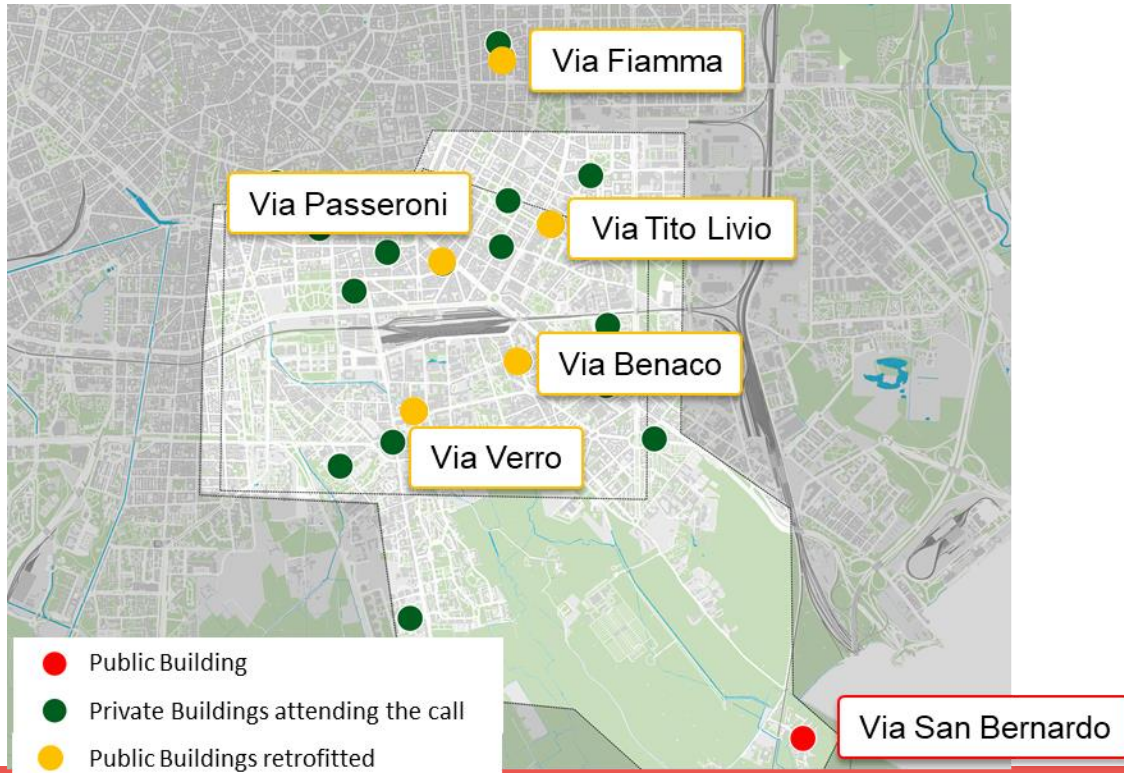 Via Fiamma
Via Passeroni
Via Tito Livio
Via Benaco
Via Verro
Public Building
Private Buildings attending the call
Via San Bernardo
Public Buildings retrofitted